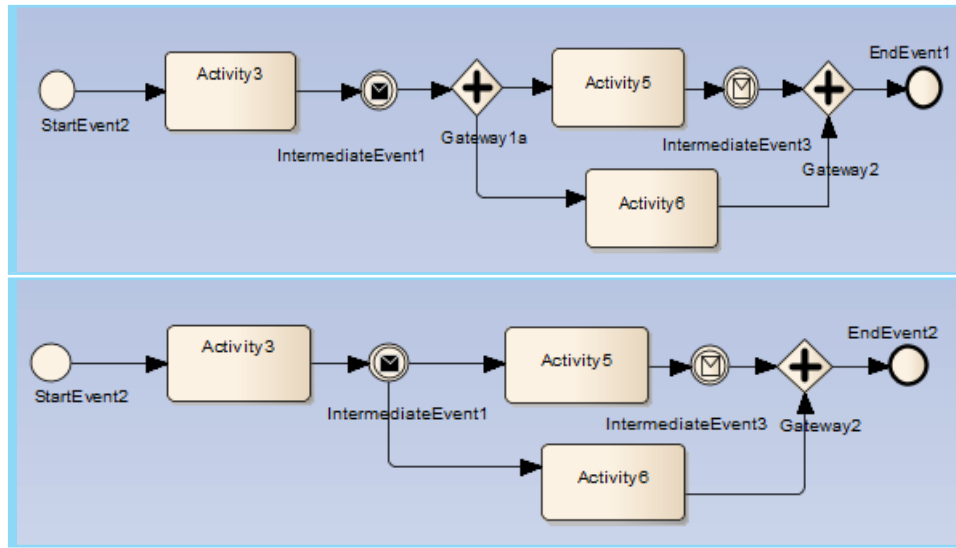 Activity3
Activity5
EndEvent1
StartEvent2
IntermediateEvent1
Gateway1a
IntermediateEvent3
Gateway2
Activity6
Activity3
Activity5
EndEvent2
StartEvent2
IntermediateEvent1
IntermediateEvent3
Gateway2
Activity6